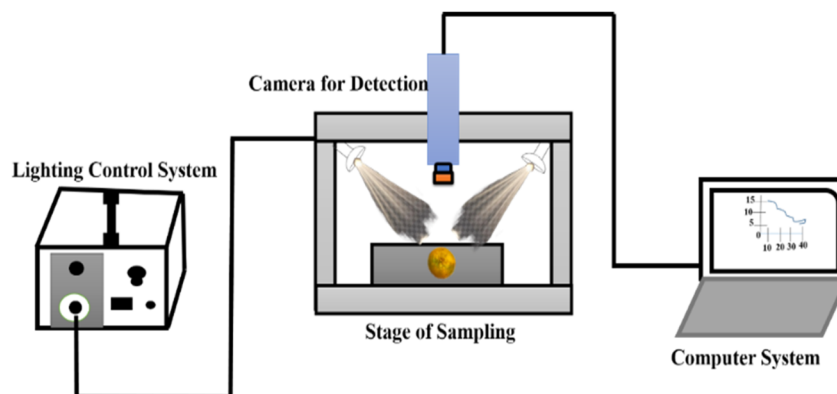 Camera for Detection
Lighting Control System
15
10
5
0
10 20 30 40
Stage of Sampling
Computer System